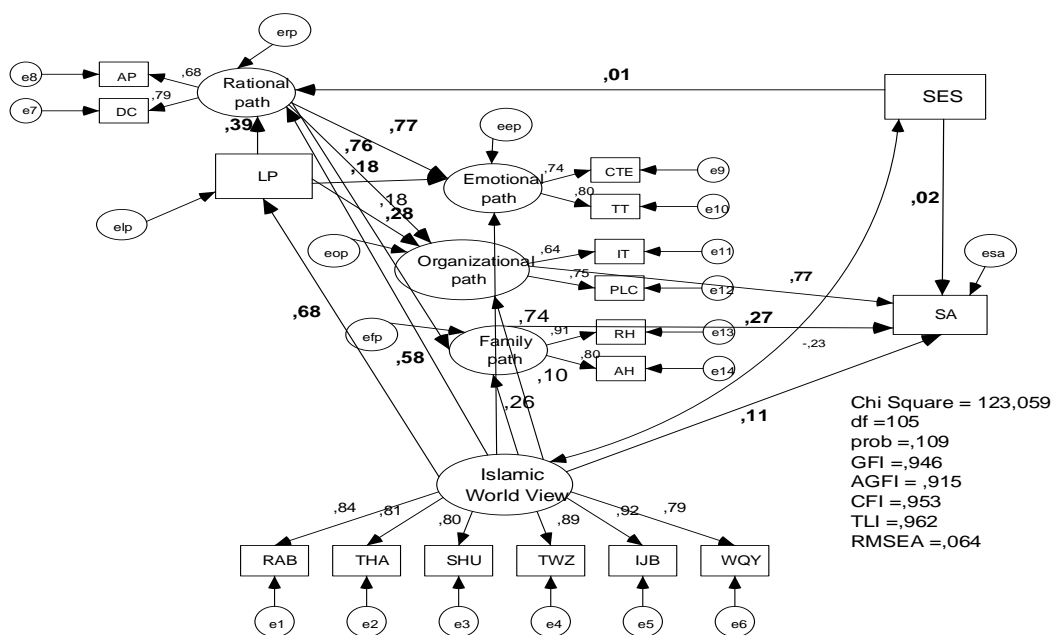 erp
e8
AP
,68
Rational
path
,01
SES
e7
DC
,79
,39
,77
,76
eep
,18
LP
Emotional
path
,74
CTE
e9
,80
TT
e10
,02
elp
,18
,28
eop
Organizational
path
,64
IT
e11
,75
PLC
e12
,77
esa
SA
,68
efp
,74
Family
path
,91
RH
e13
,27
-,23
,58
,80
AH
e14
,10
,26
,11
Islamic
World View
Chi Square = 123,059
df =105
prob =,109
GFI =,946
AGFI =,915
CFI =,953
TLI =,962
RMSEA =,064
,84
,81
,80
,89
,92
,79
RAB
THA
SHU
TWZ
IJB
WQY
e1
e2
e3
e4
e5
e6